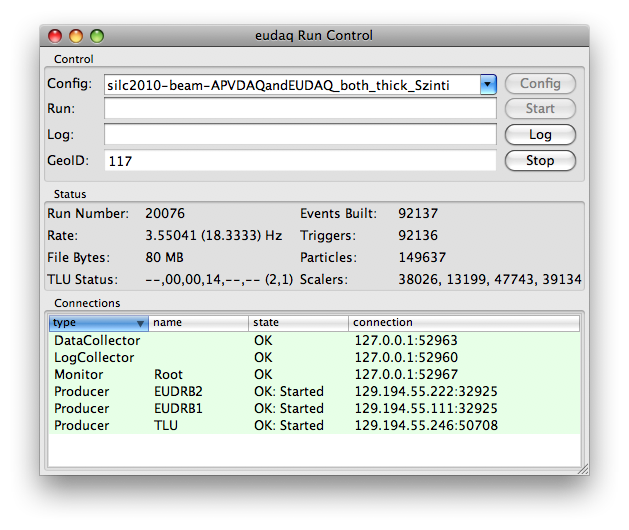 eudaq Run Control
Control
Config: silc2010-beam-APVDAQandEUDAQ_both_thick_Szinti Config
Run: Start
Log: Log
GeoID: 117 Stop
Status
Run Number: 20076 Events Built: 92137
Rate: 3.55041 (18.3333) Hz Triggers: 92136
File Bytes: 80 MB Particles: 149637
TLU Status: --,00,00,14,--,-- (2,1) Scalers: 38026, 13199, 47743, 39134
Connections
type name state connection
DataCollector OK 127.0.0.1:52963
LogCollector OK 127.0.0.1:52960
Monitor Root OK 127.0.0.1:52967
Producer EUDRB2 OK: Started 129.194.55.222:32925
Producer EUDRB1 OK: Started 129.194.55.111:32925
Producer TLU OK: Started 129.194.55.246:50708